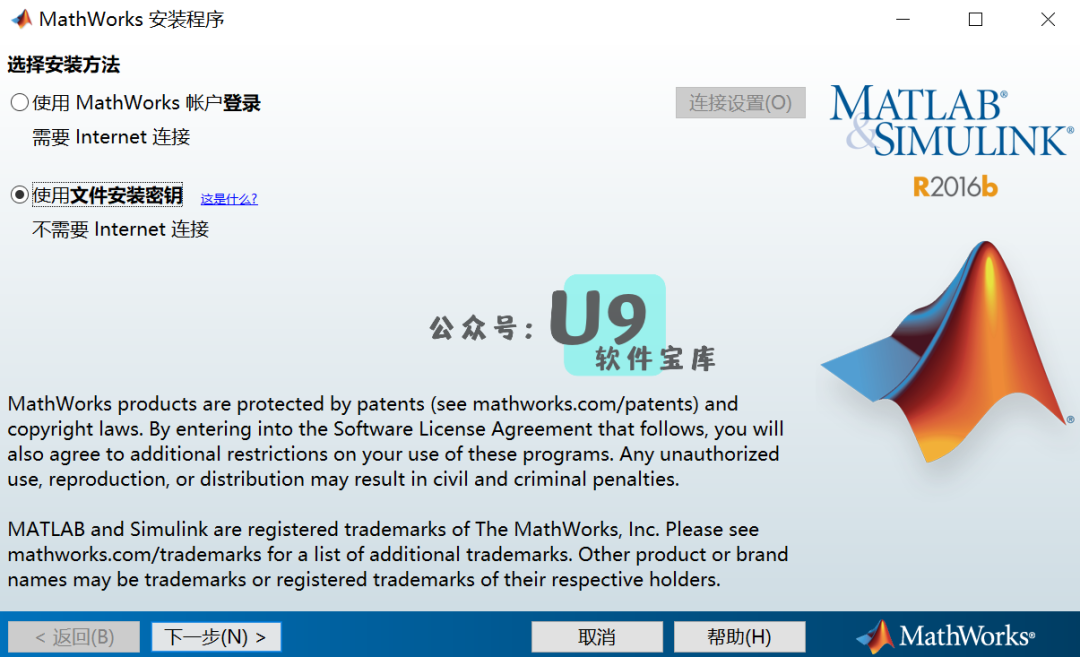 MathWorks 安装程序
选择安装方法
使用 MathWorks 帐户登录
连接设置(O)
需要 Internet 连接
使用文件安装密钥 这是什么?
不需要 Internet 连接
MATLAB®
&SIMULINK®
R2016b
公众号: U9
软件宝库
®
MathWorks products are protected by patents (see mathworks.com/patents) and
copyright laws. By entering into the Software License Agreement that follows, you will
also agree to additional restrictions on your use of these programs. Any unauthorized
use, reproduction, or distribution may result in civil and criminal penalties.
MATLAB and Simulink are registered trademarks of The MathWorks, Inc. Please see
mathworks.com/trademarks for a list of additional trademarks. Other product or brand
names may be trademarks or registered trademarks of their respective holders.
< 返回(B) 下一步(N) > 取消 帮助(H) MathWorks®